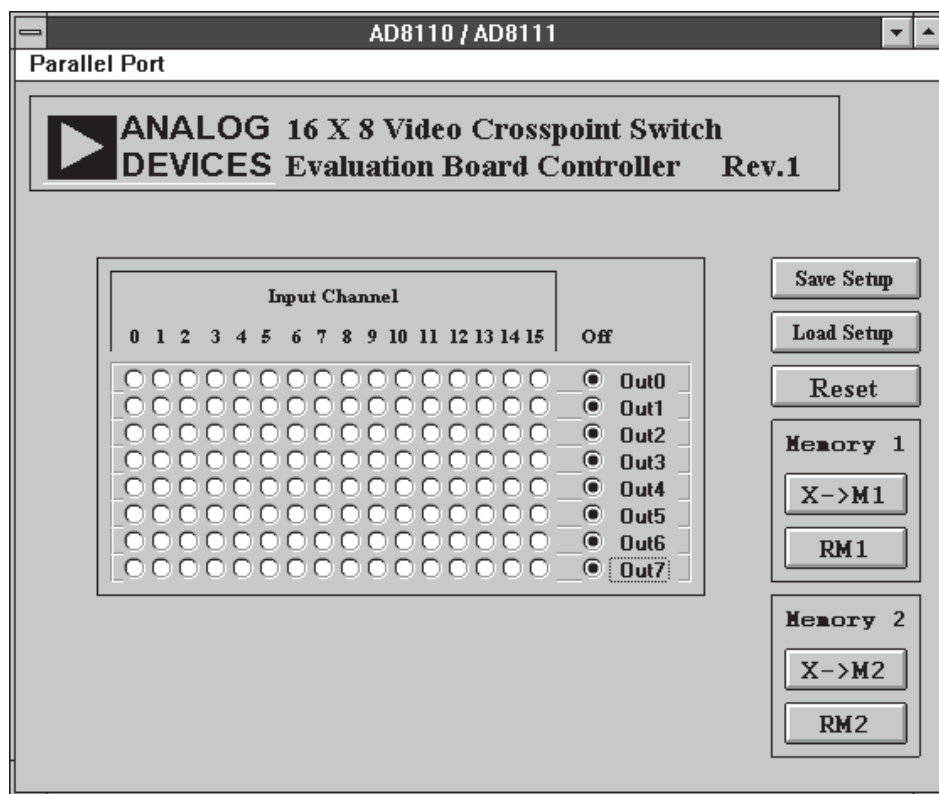 AD8110 / AD8111
Parallel Port
ANALOG DEVICES
16 X 8 Video Crosspoint Switch
Evaluation Board Controller Rev.1
Input Channel
0 1 2 3 4 5 6 7 8 9 10 11 12 13 14 15 Off
Out0
Out1
Out2
Out3
Out4
Out5
Out6
Out7
Save Setup
Load Setup
Reset
Memory 1
X->M1
RM1
Memory 2
X->M2
RM2